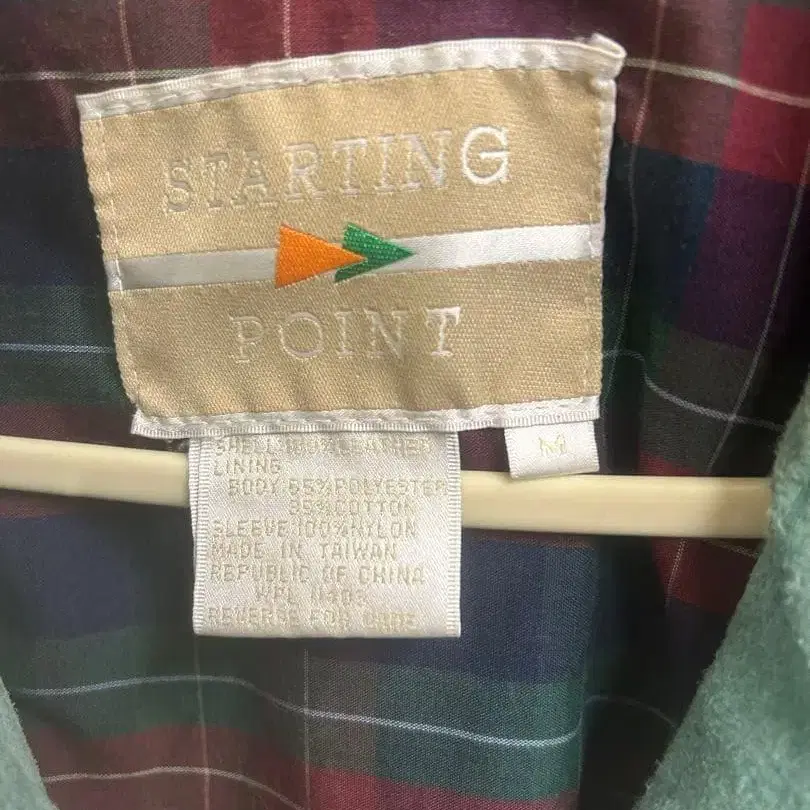 STARTING
POINT
M
SHELL:100%LEATHER
LINING
BODY:65%POLYESTER
35%COTTON
SLEEVE:100%NYLON
MADE IN TAIWAN
REPUBLIC OF CHINA
WPL
REVERSE FOR CARE